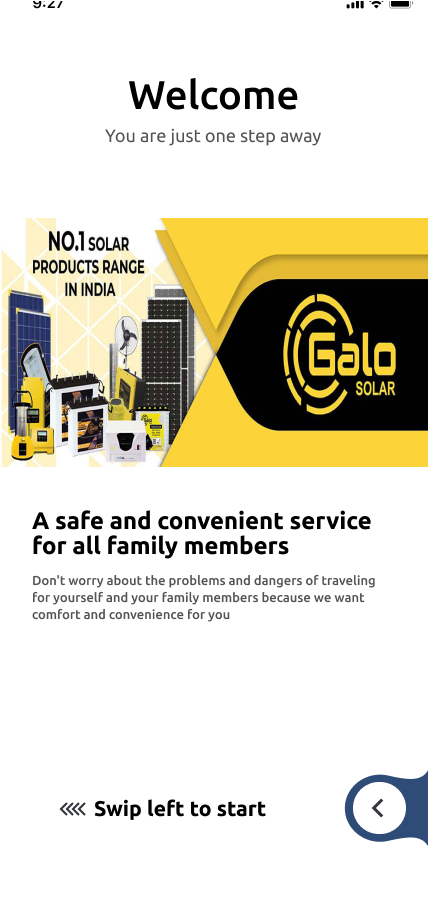 9:27
Welcome
You are just one step away
NO.1 SOLAR
PRODUCTS RANGE
IN INDIA
Galo
SOLAR
A safe and convenient service
for all family members
Don't worry about the problems and dangers of traveling
for yourself and your family members because we want
comfort and convenience for you
Swip left to start